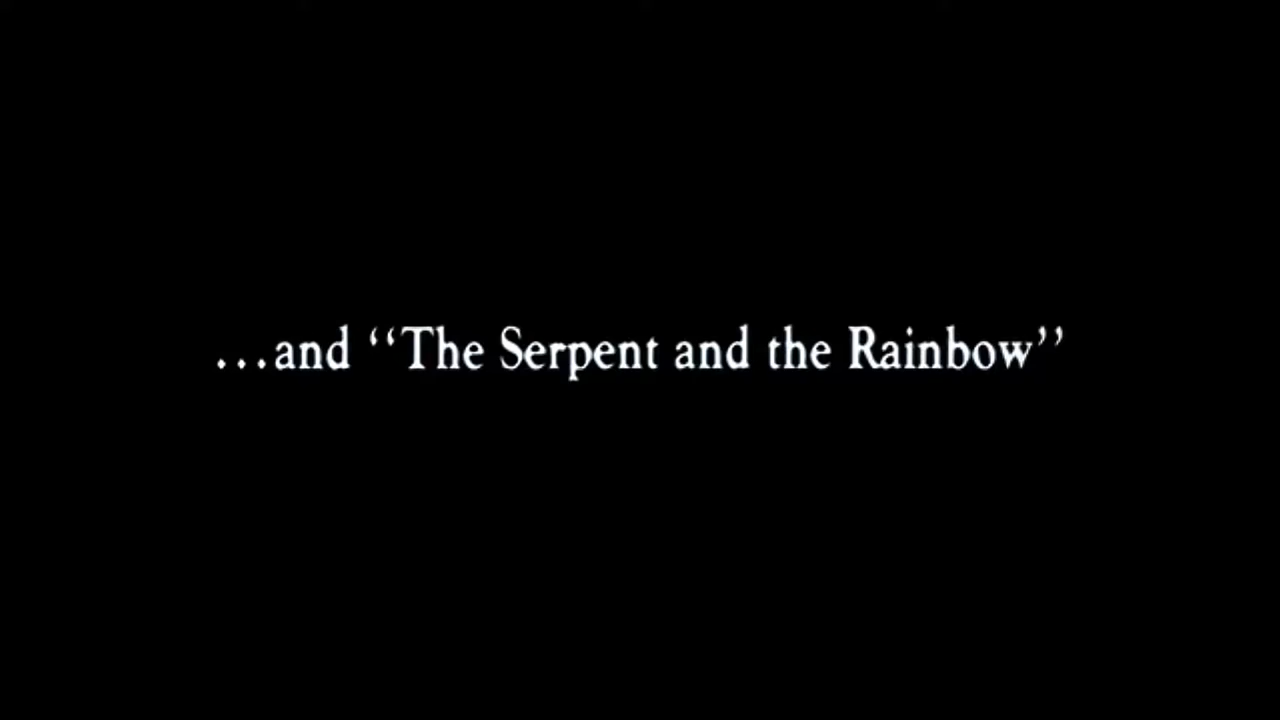 ...and ‘‘The Serpent and the Rainbow’’